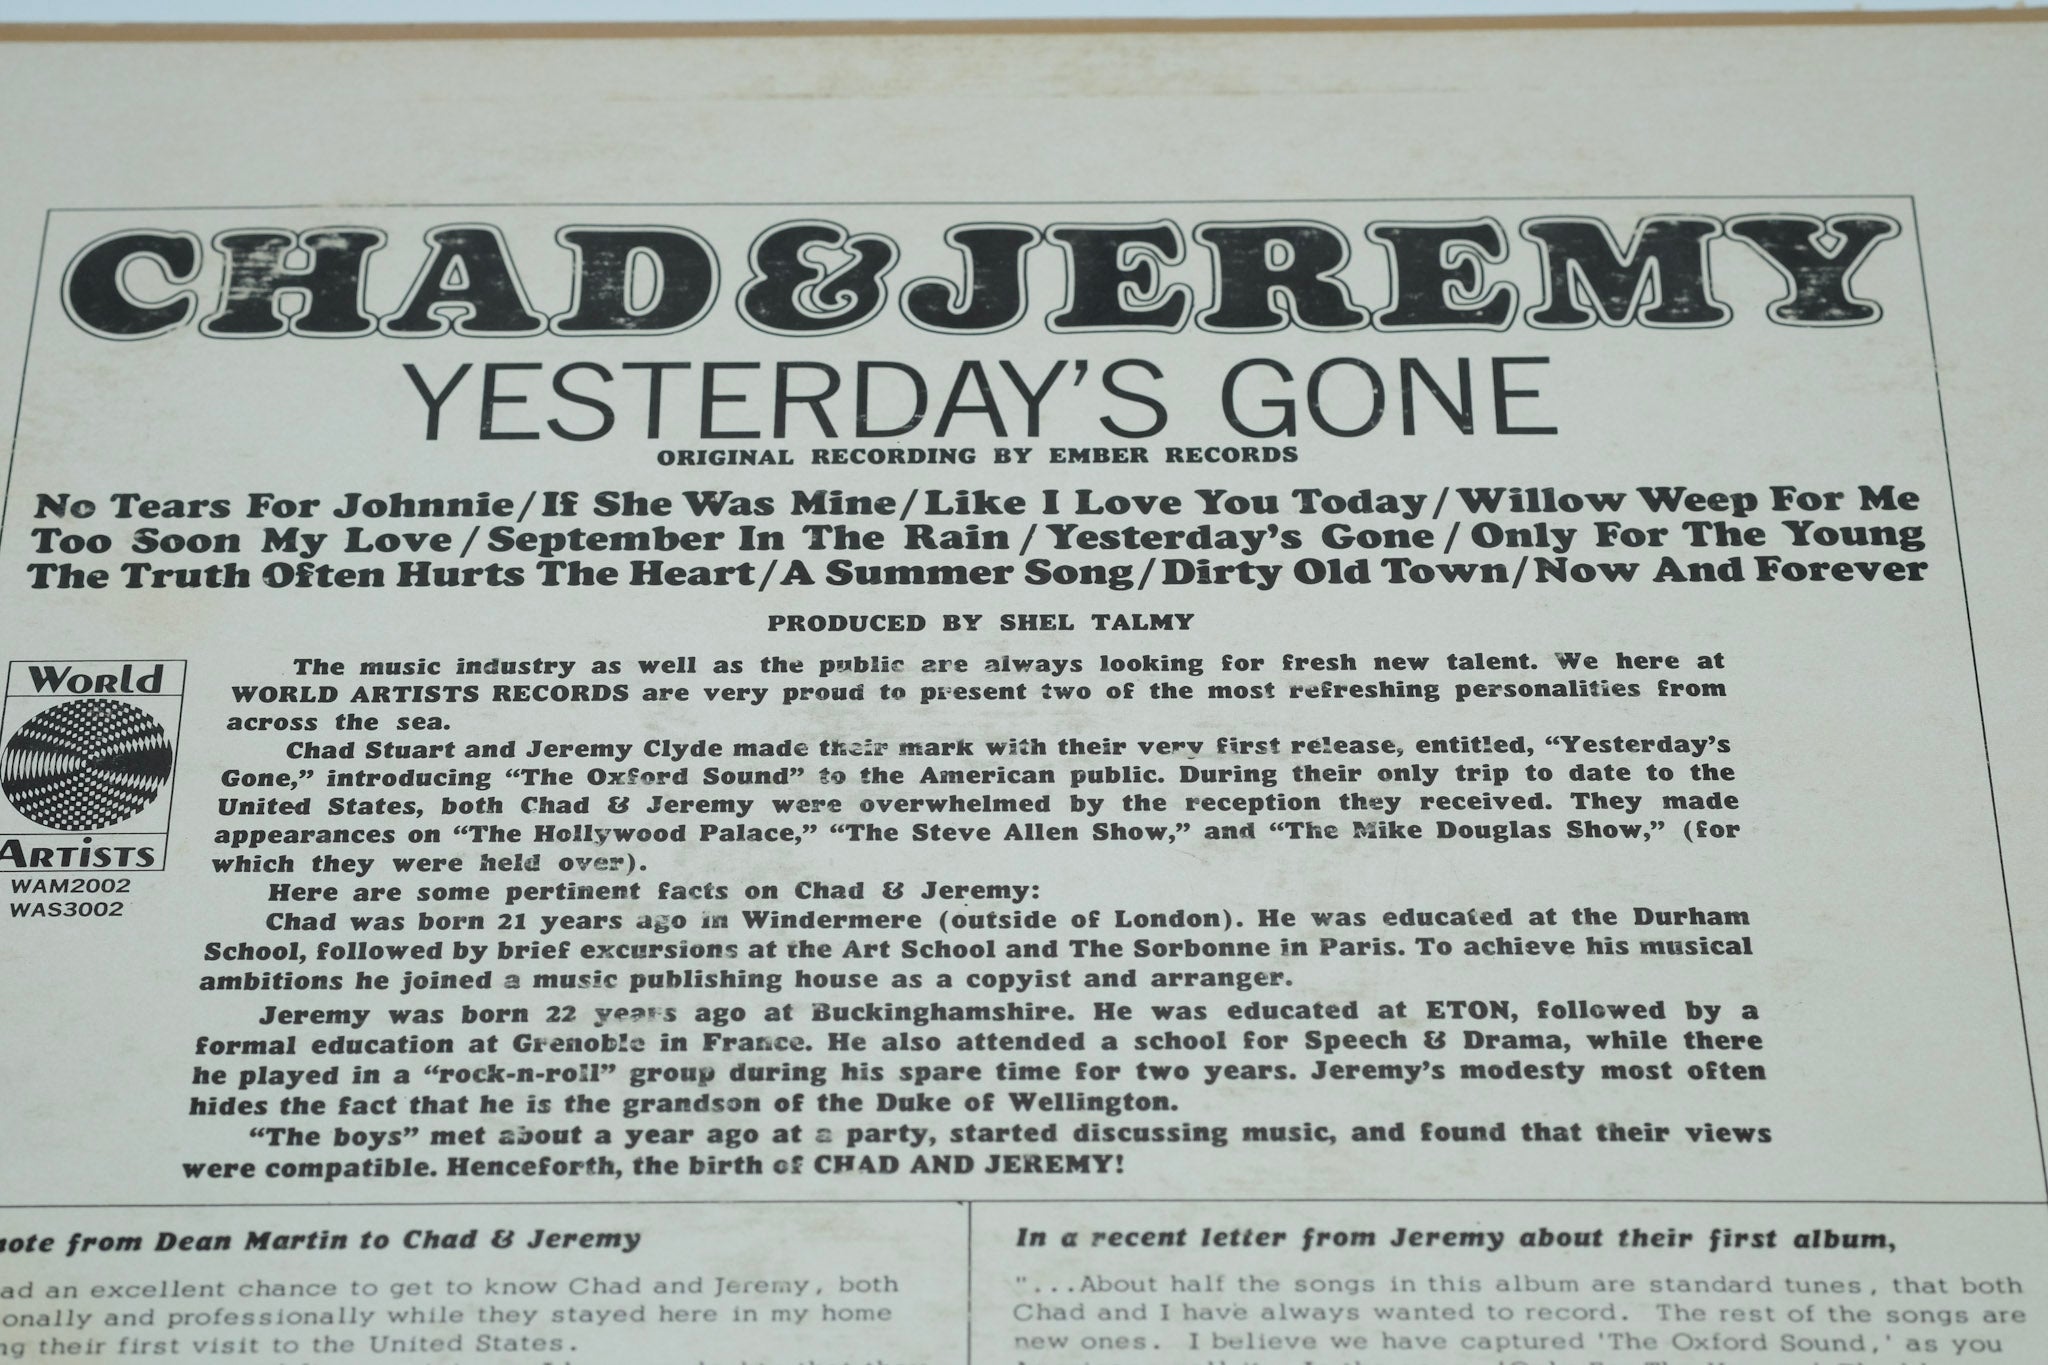 CHAD & JEREMY
YESTERDAY'S GONE
ORIGINAL RECORDING BY EMBER RECORDS
No Tears For Johnnie/If She Was Mine/Like I Love You Today/Willow Weep For Me
Too Soon My Love/September In The Rain/Yesterday's Gone/Only For The Young
The Truth Often Hurts The Heart/A Summer Song/Dirty Old Town/Now And Forever
PRODUCED BY SHEL TALMY
World
ARTiSTS
WAM2002
WAS3002
The music industry as well as the public are always looking for fresh new talent. We here at
WORLD ARTISTS RECORDS are very proud to present two of the most refreshing personalities from
across the sea.
Chad Stuart and Jeremy Clyde made their mark with their very first release, entitled, “Yesterday's
Gone,” introducing “The Oxford Sound” to the American public. During their only trip to date to the
United States, both Chad & Jeremy were overwhelmed by the reception they received. They made
appearances on “The Hollywood Palace,” “The Steve Allen Show,” and “The Mike Douglas Show,” (for
which they were held over).
Here are some pertinent facts on Chad & Jeremy:
Chad was born 21 years ago in Windermere (outside of London). He was educated at the Durham
School, followed by brief excursions at the Art School and The Sorbonne in Paris. To achieve his musical
ambitions he joined a music publishing house as a copyist and arranger.
Jeremy was born 22 years ago at Buckinghamshire. He was educated at ETON, followed by a
formal education at Grenoble in France. He also attended a school for Speech & Drama, while there
he played in a “rock-n-roll” group during his spare time for two years. Jeremy's modesty most often
hides the fact that he is the grandson of the Duke of Wellington.
“The boys” met about a year ago at a party, started discussing music, and found that their views
were compatible. Henceforth, the birth of CHAD AND JEREMY!
from Dean Martin to Chad & Jeremy
an excellent chance to get to know Chad and Jeremy, both
and professionally while they stayed here in my home
their first visit to the United States.
In a recent letter from Jeremy about their first album,
"...About half the songs in this album are standard tunes, that both
Chad and I have always wanted to record. The rest of the songs are
new ones. I believe we have captured 'The Oxford Sound,' as you